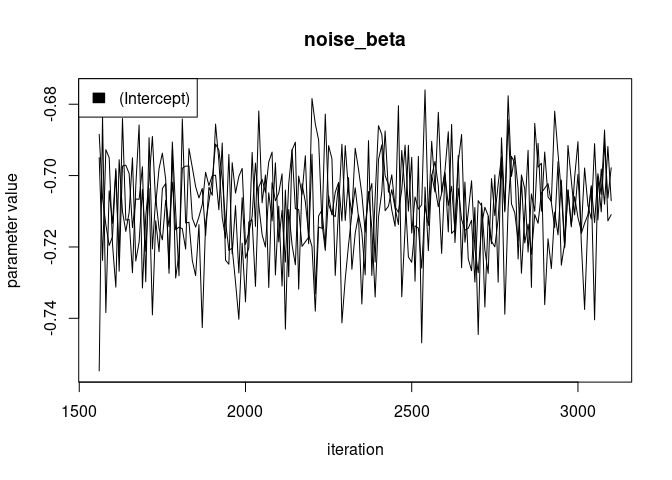 noise_beta
(Intercept)
parameter value
-0.68
-0.70
-0.72
-0.74
1500 2000 2500 3000
iteration